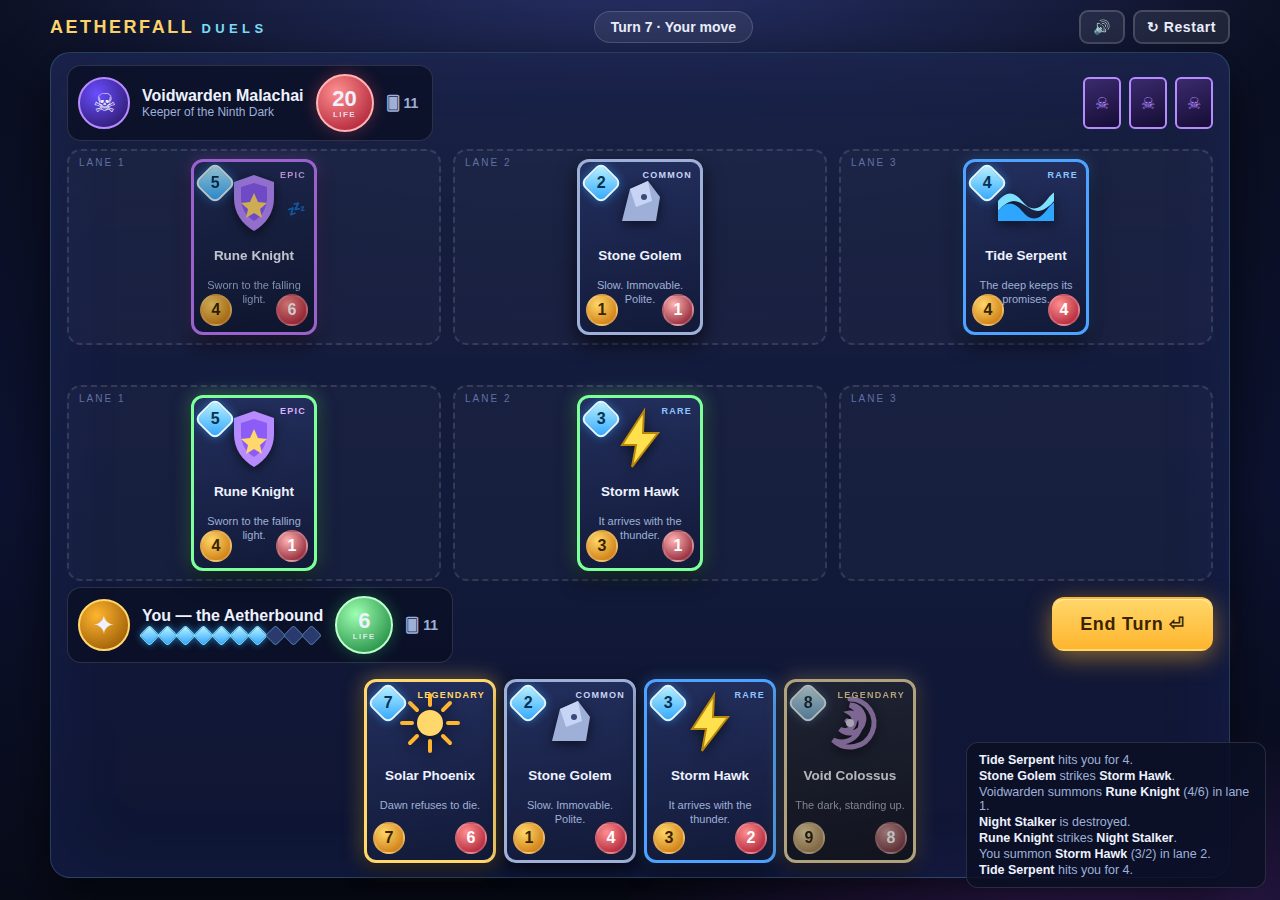 AETHERFALL DUELS
Turn 7 · Your move
↻ Restart
Voidwarden Malachai
Keeper of the Ninth Dark
20
LIFE
11
LANE 1
5
EPIC
Rune Knight
Sworn to the falling
light.
4
6
LANE 2
2
COMMON
Stone Golem
Slow. Immovable.
Polite.
1
1
LANE 3
4
RARE
Tide Serpent
The deep keeps its
promises.
4
4
LANE 1
5
EPIC
Rune Knight
Sworn to the falling
light.
4
1
LANE 2
3
RARE
Storm Hawk
It arrives with the
thunder.
3
1
LANE 3
You — the Aetherbound
6
LIFE
11
End Turn ⏎
7
LEGENDARY
Solar Phoenix
Dawn refuses to die.
7
6
2
COMMON
Stone Golem
Slow. Immovable.
Polite.
1
4
3
RARE
Storm Hawk
It arrives with the
thunder.
3
2
8
LEGENDARY
Void Colossus
The dark, standing up.
9
8
Tide Serpent hits you for 4.
Stone Golem strikes Storm Hawk.
Voidwarden summons Rune Knight (4/6) in lane
1.
Night Stalker is destroyed.
Rune Knight strikes Night Stalker.
You summon Storm Hawk (3/2) in lane 2.
Tide Serpent hits you for 4.